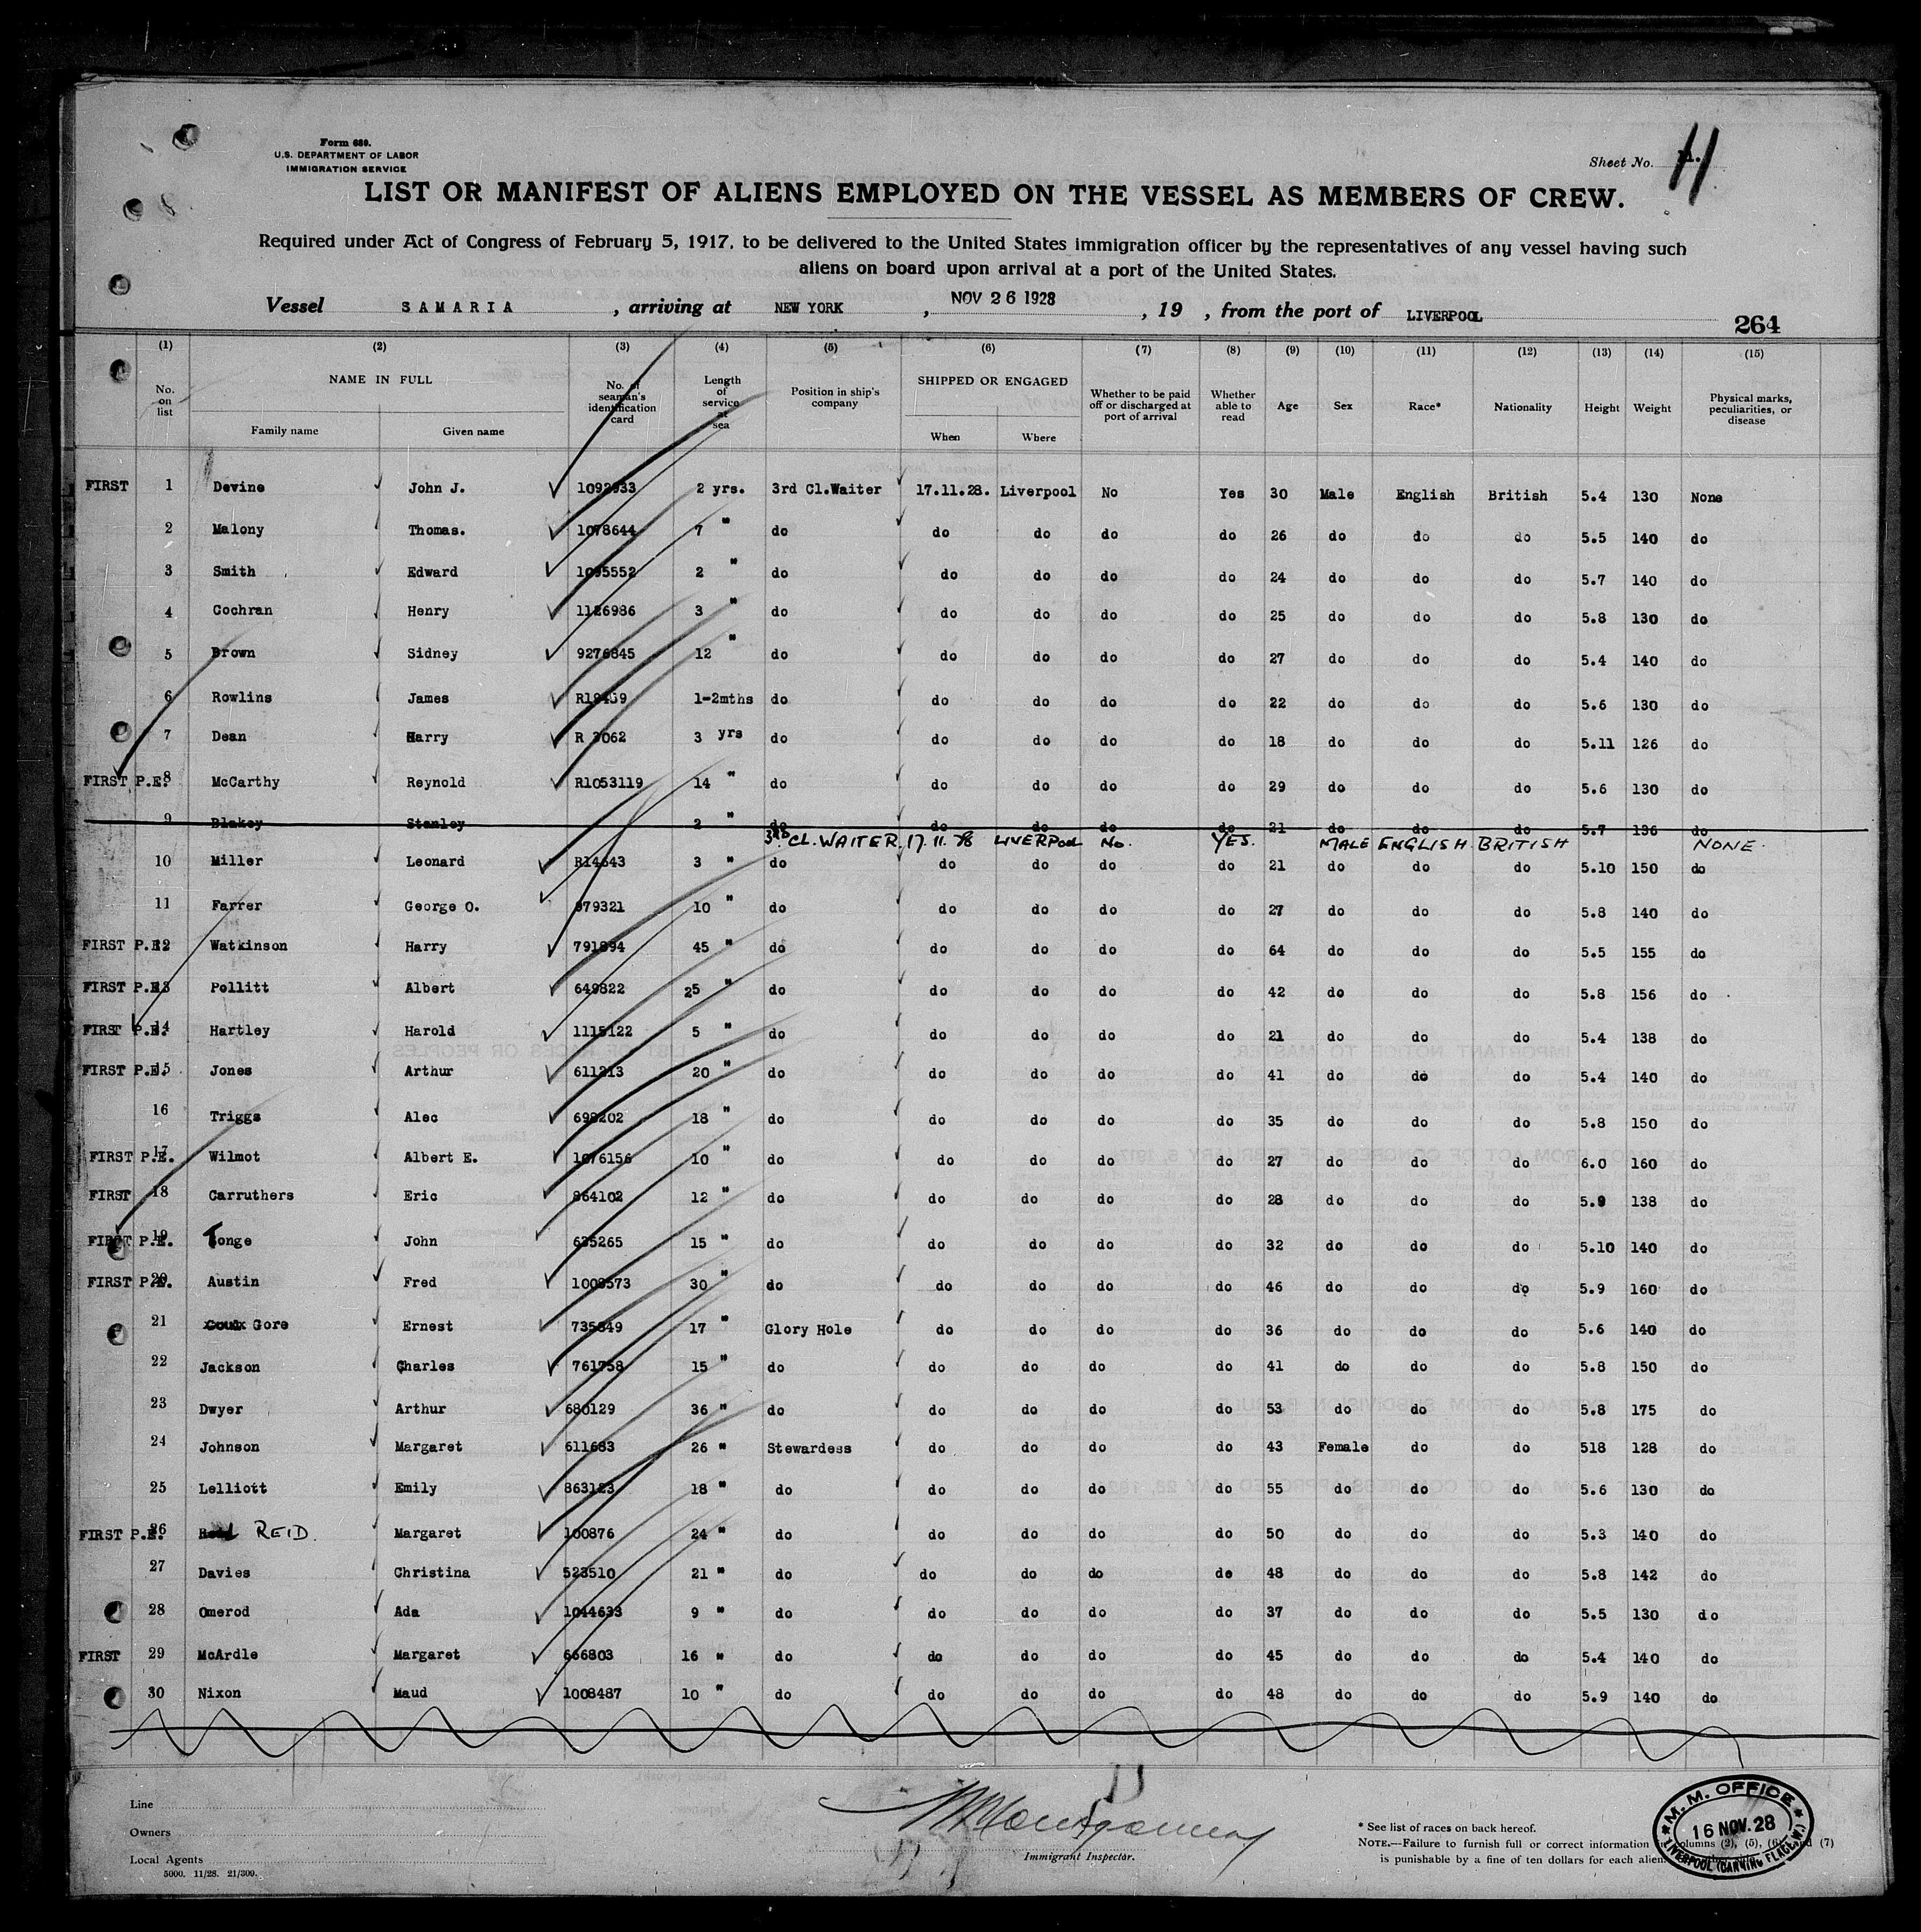 Form 689.
U.S. DEPARTMENT OF LABOR
IMMIGRATION SERVICE
Sheet No. 11.
LIST OR MANIFEST OF ALIENS EMPLOYED ON THE VESSEL AS MEMBERS OF CREW.
Required under Act of Congress of February 5, 1917, to be delivered to the United States immigration officer by the representatives of any vessel having such
aliens on board upon arrival at a port of the United States.
Vessel SAMARIA, arriving at NEW YORK, NOV 26 1928, 19 , from the port of LIVERPOOL
264
(1) (2) (3) (4) (5) (6) (7) (8) (9) (10) (11) (12) (13) (14) (15)
No. on list NAME IN FULL Family name Given name No. of seaman's identification card Length of service at sea Position in ship's company SHIPPED OR ENGAGED When Where Whether to be paid off or discharged at port of arrival Whether able to read Age Sex Race* Nationality Height Weight Physical marks, peculiarities, or disease
FIRST 1 Devine John J. 1092933 2 yrs. 3rd Cl.Waiter 17.11.28. Liverpool No Yes 30 Male English British 5.4 130 None
2 Malony Thomas. 1078644 7 " do do do do do 26 do do do 5.5 140 do
3 Smith Edward 1095552 2 " do do do do do 24 do do do 5.7 140 do
4 Cochran Henry 1126986 3 " do do do do do 25 do do do 5.8 130 do
5 Brown Sidney 9276845 12 " do do do do do 27 do do do 5.4 140 do
6 Rowlins James 1-2mths do do do do do 22 do do do 5.6 130 do
7 Dean Harry R 3062 3 yrs do do do do do 18 do do do 5.11 126 do
FIRST P.E. 8 McCarthy Reynold R1053119 14 " do do do do do 29 do do do 5.6 130 do
9 Blakey Stanley 2 " do do do do do 21 do do do 5.7 136 do
3RD CL. WAITER. 17.11.28 LIVERPOOL No. YES. MALE ENGLISH BRITISH NONE.
10 Miller Leonard R14643 3 " do do do do do 21 do do do 5.10 150 do
11 Farrer George O. 979321 10 " do do do do do 27 do do do 5.8 140 do
FIRST P.E. 12 Watkinson Harry 791894 45 " do do do do do 64 do do do 5.5 155 do
FIRST P.E. 13 Pollitt Albert 649822 25 " do do do do do 42 do do do 5.8 156 do
FIRST P.E. 14 Hartley Harold 1115122 5 " do do do do do 21 do do do 5.4 138 do
FIRST P.E. 15 Jones Arthur 611213 20 " do do do do do 41 do do do 5.4 140 do
16 Triggs Alec 698202 18 " do do do do do 35 do do do 5.8 150 do
FIRST P.E. 17 Wilmot Albert E. 1076156 10 " do do do do do 27 do do do 6.0 160 do
FIRST 18 Carruthers Eric 864102 12 " do do do do do 28 do do do 5.9 138 do
FIRST P.E. 19 Tonge John 635265 15 " do do do do do 32 do do do 5.10 140 do
FIRST P.E. 20 Austin Fred 1008573 30 " do do do do do 46 do do do 5.9 160 do
21 Gore Ernest 735849 17 " Glory Hole do do do do 36 do do do 5.6 140 do
22 Jackson Charles 761758 15 " do do do do do 41 do do do 5.8 150 do
23 Dwyer Arthur 680129 36 " do do do do do 53 do do do 5.8 175 do
24 Johnson Margaret 611683 26 " Stewardess do do do do 43 Female do do 518 128 do
25 Lelliott Emily 863123 18 " do do do do do 55 do do do 5.6 130 do
FIRST P.E. 26 REID. Margaret 100876 24 " do do do do do 50 do do do 5.3 140 do
27 Davies Christina 523510 21 " do do do do do 48 do do do 5.8 142 do
28 Omerod Ada 1044633 9 " do do do do do 37 do do do 5.5 130 do
FIRST 29 McArdle Margaret 666803 16 " do do do do do 45 do do do 5.4 140 do
30 Nixon Maud 1008487 10 " do do do do do 48 do do do 5.9 140 do
Line
Owners
Local Agents
5000. 11/28. 21/309.
Immigrant Inspector.
* See list of races on back hereof.
NOTE.—Failure to furnish full or correct information in columns (2), (5), (6), and (7)
is punishable by a fine of ten dollars for each alien.
M. M. OFFICE
16 NOV. 28
LIVERPOOL